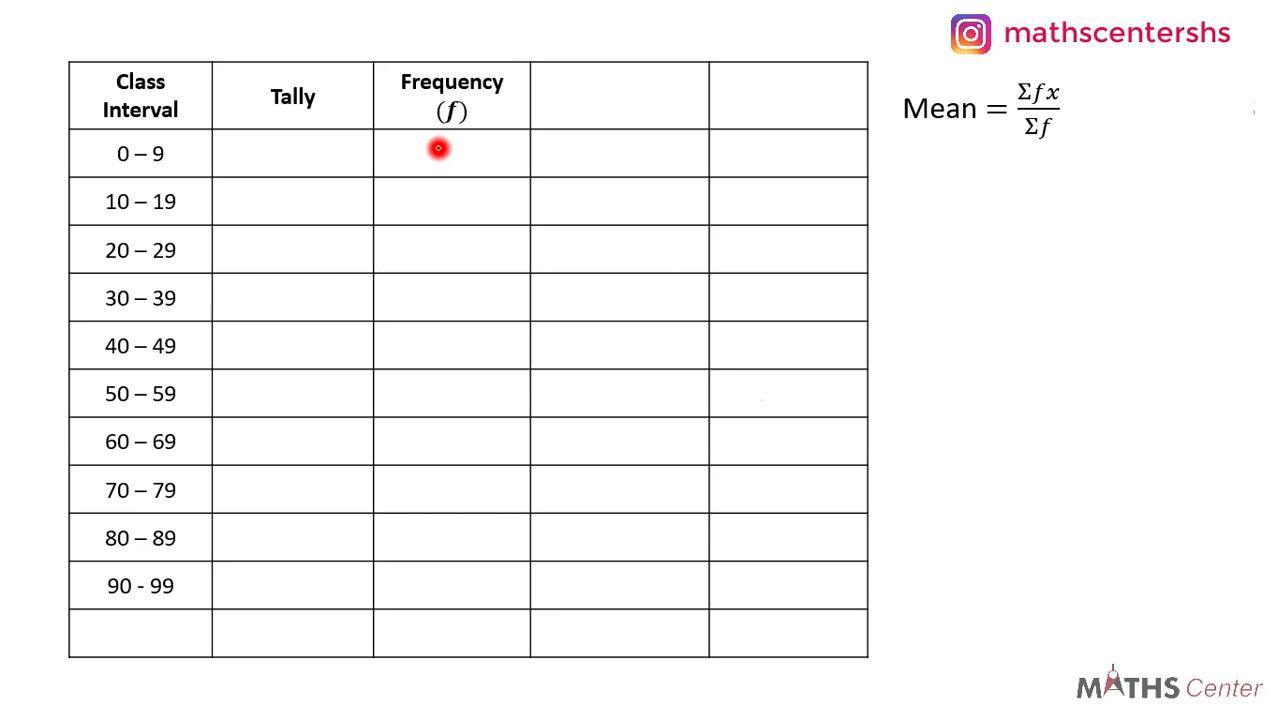 mathscentershs
Class Interval
Tally
Frequency (f)
Mean = Σfx / Σf
0 – 9
10 – 19
20 – 29
30 – 39
40 – 49
50 – 59
60 – 69
70 – 79
80 – 89
90 - 99
MATHS Center